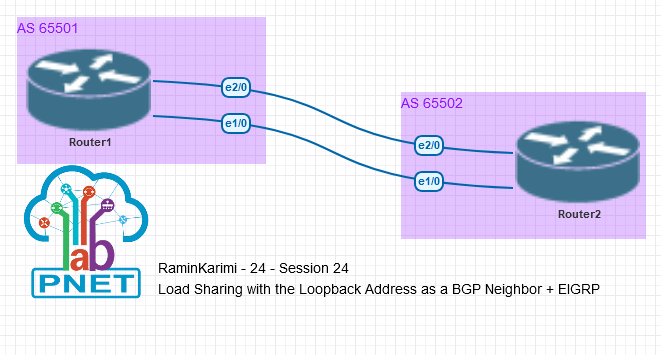 AS 65501
Router1
e2/0
e1/0
AS 65502
e2/0
e1/0
Router2
lab
PNET
RaminKarimi - 24 - Session 24
Load Sharing with the Loopback Address as a BGP Neighbor + EIGRP